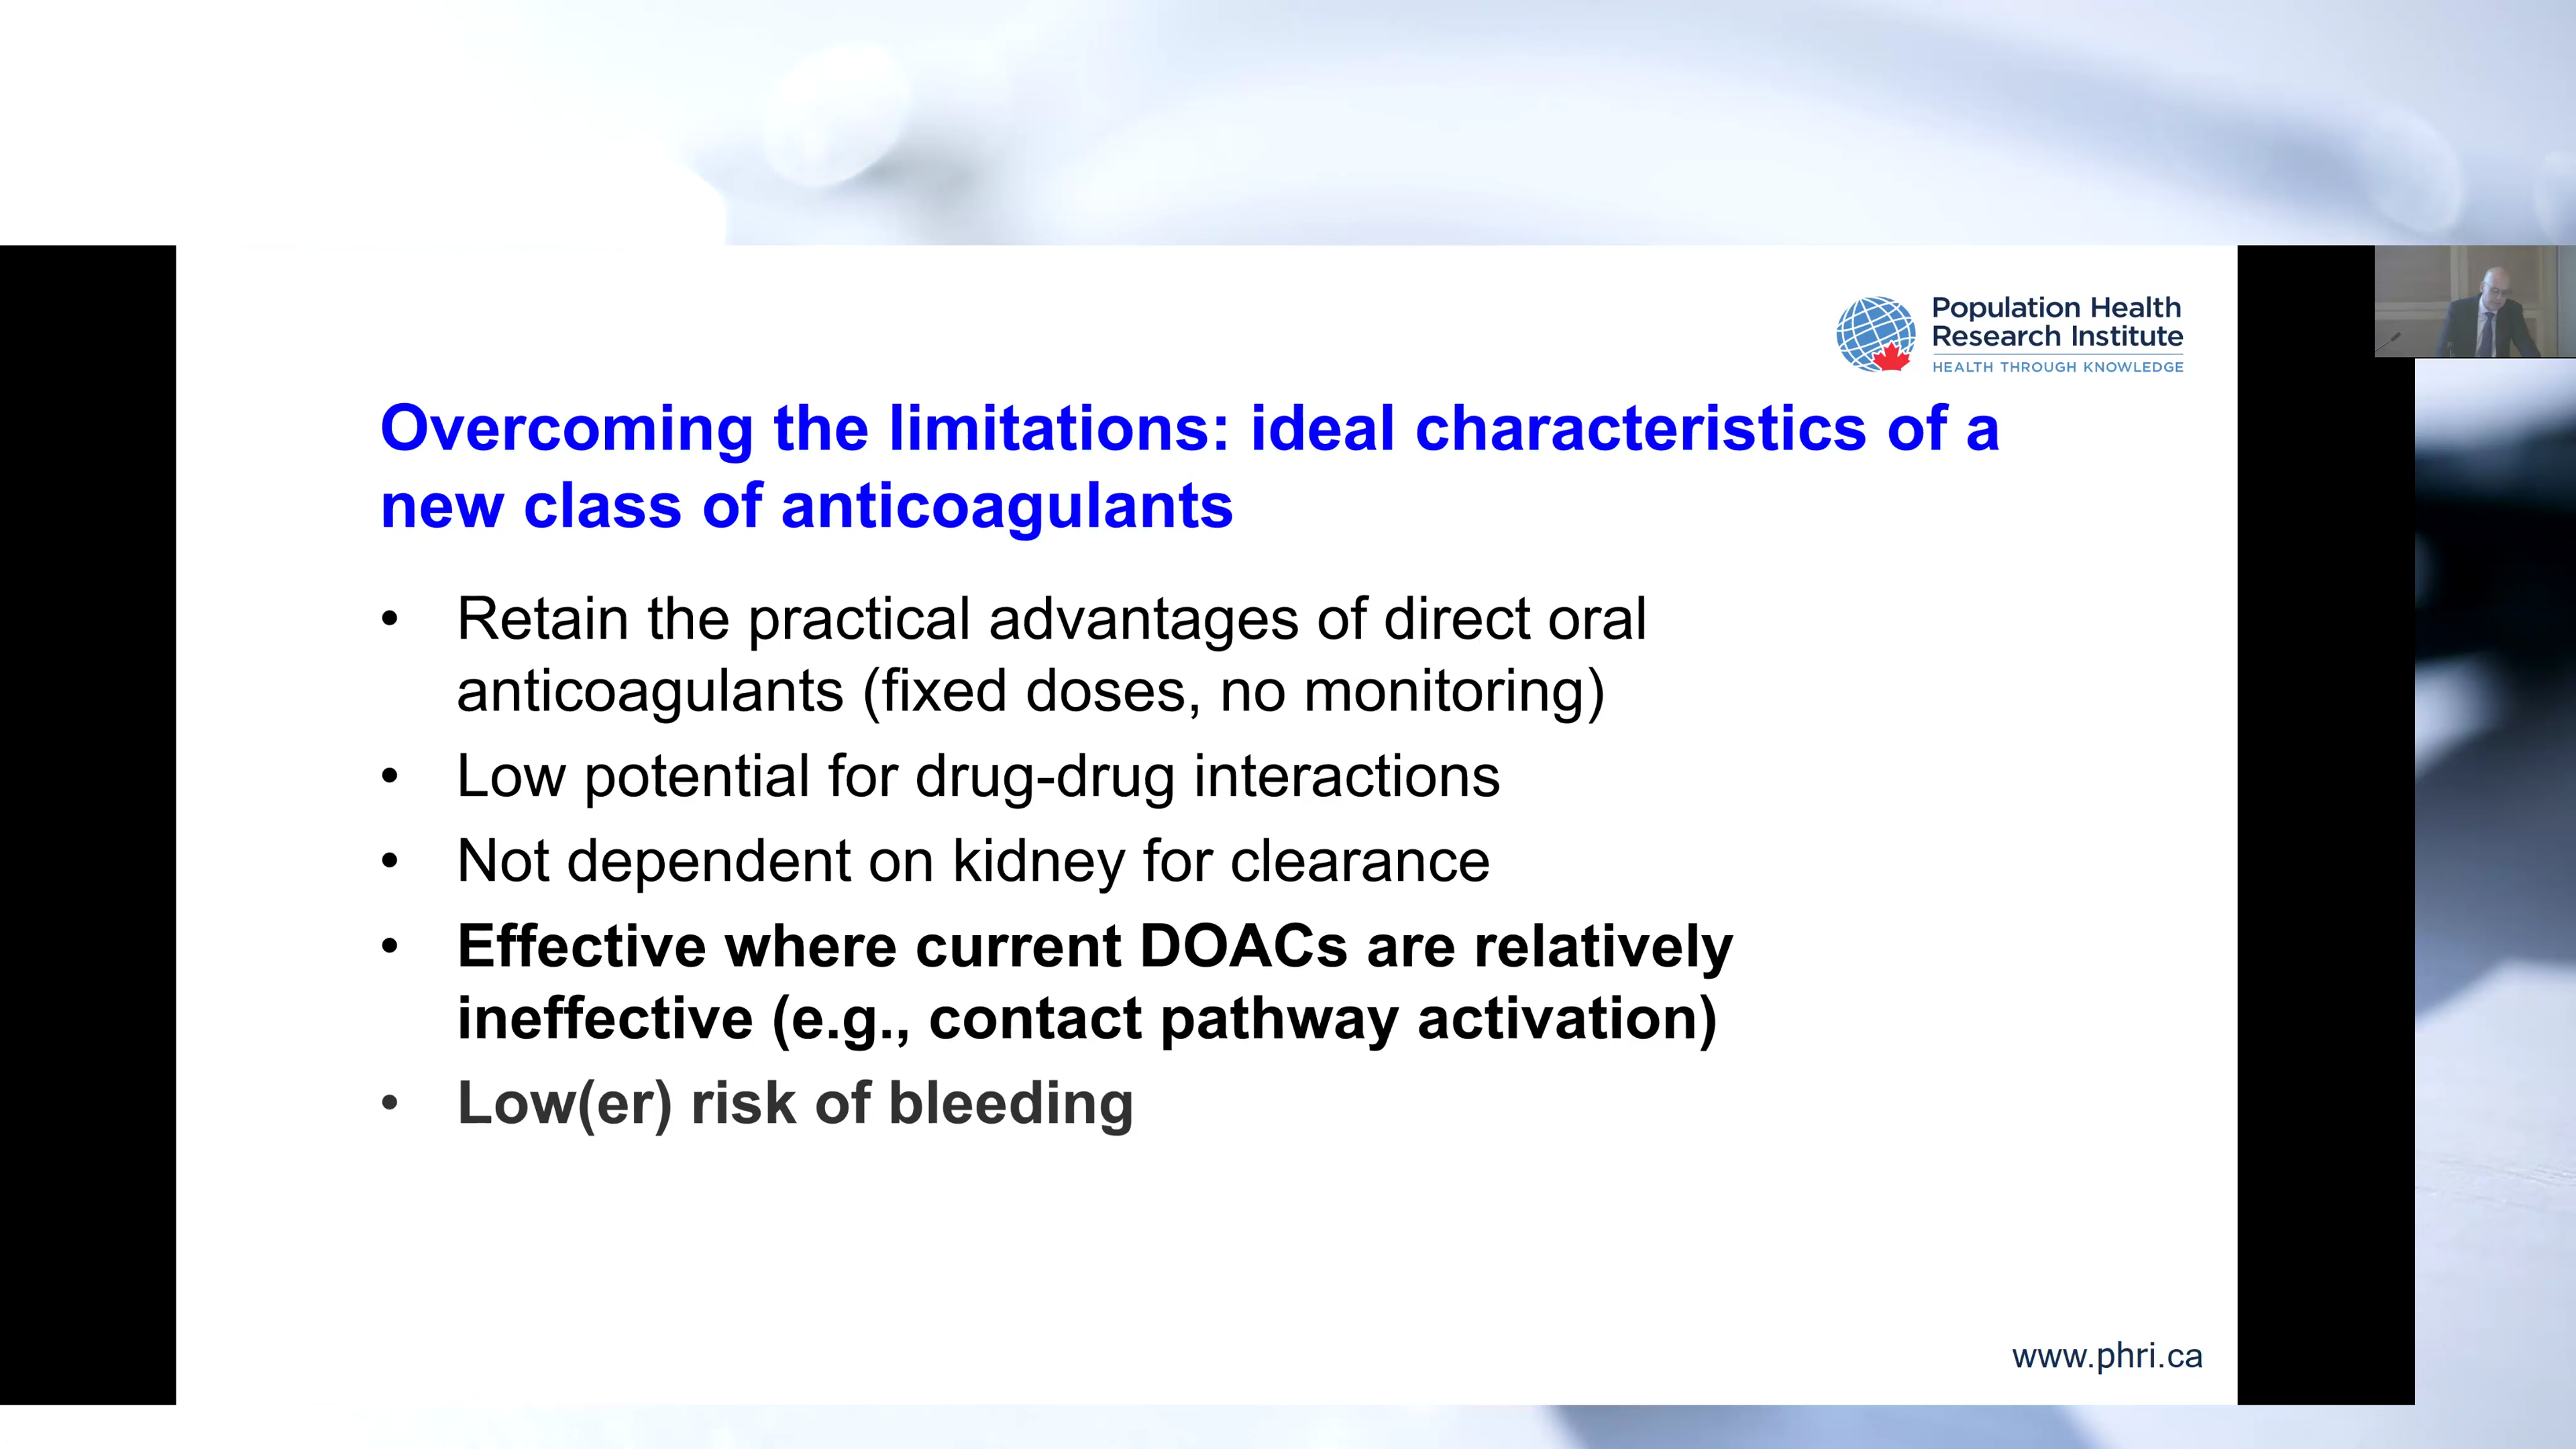 Population Health
Research Institute
HEALTH THROUGH KNOWLEDGE
Overcoming the limitations: ideal characteristics of a
new class of anticoagulants
• Retain the practical advantages of direct oral
anticoagulants (fixed doses, no monitoring)
• Low potential for drug-drug interactions
• Not dependent on kidney for clearance
• Effective where current DOACs are relatively
ineffective (e.g., contact pathway activation)
• Low(er) risk of bleeding
www.phri.ca